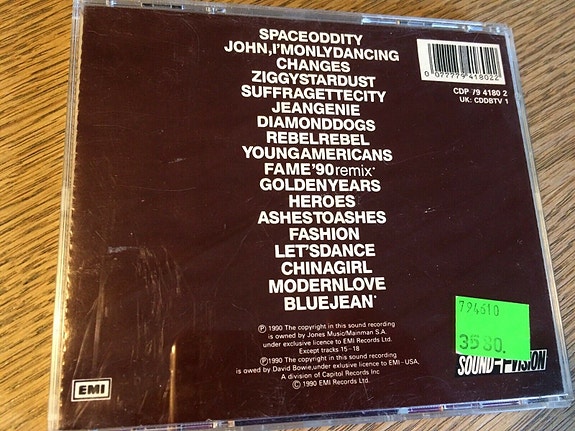 SPACEODDITY
JOHN,I'MONLYDANCING
CHANGES
ZIGGYSTARDUST
SUFFRAGETTECITY
JEANGENIE
DIAMONDDOGS
REBELREBEL
YOUNGAMERICANS
FAME'90remix*
GOLDENYEARS
HEROES
ASHESTOASHES
FASHION
LET'SDANCE
CHINAGIRL
MODERNLOVE
BLUEJEAN*
0 077779 418022
CDP 79 4180 2
UK: CDDBTV 1
℗ 1990 The copyright in this sound recording
is owned by Jones Music/Mainman S.A.
under exclusive licence to EMI Records Ltd.
Except tracks 15-18
℗1990 The copyright in this sound recording
is owed by David Bowie,under exclusive licence to EMI-USA,
A division of Capitol Records Inc
© 1990 EMI Records Ltd.
EMI
794610
SOUND+VISION